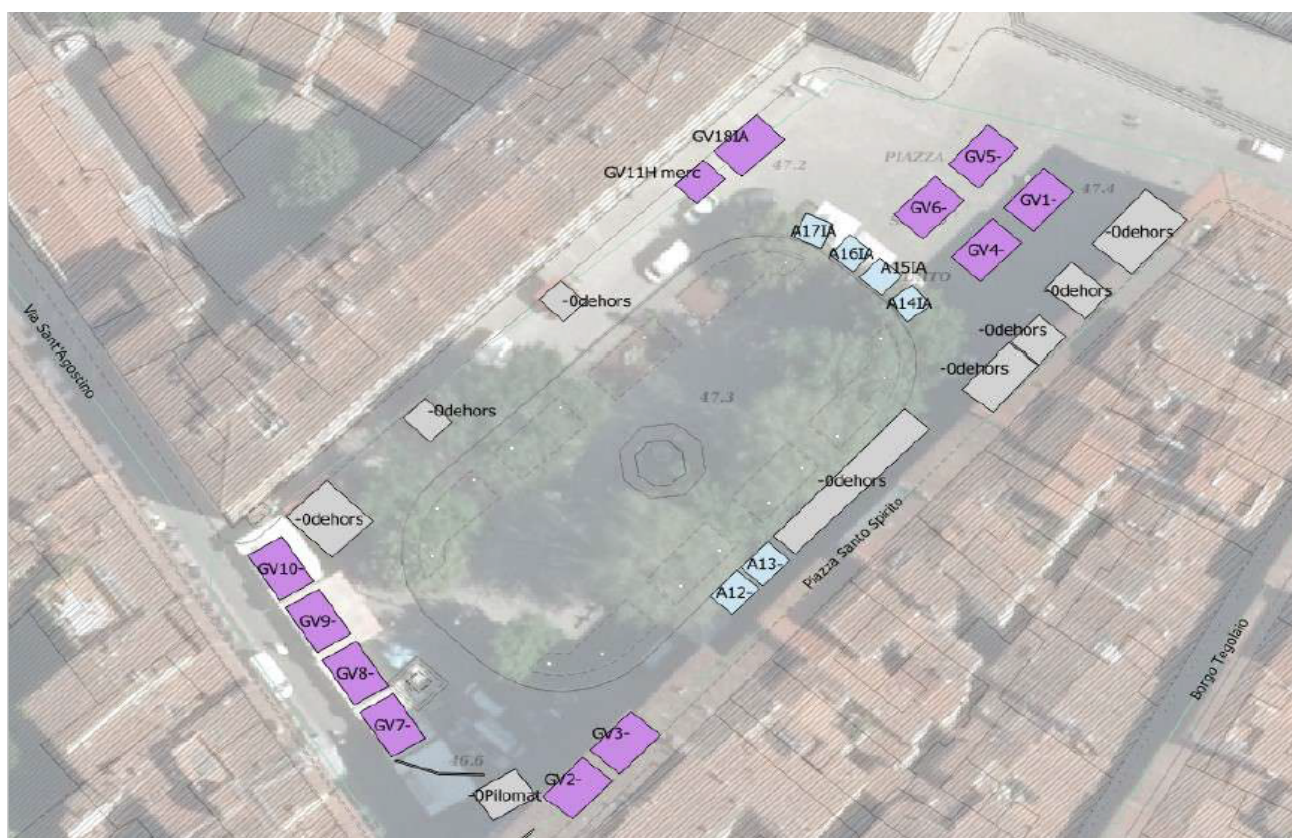 GV18IA
GV11H merc
47.2
PIAZZA
GV5-
GV6-
GV1-
47.4
GV4-
-0dehors
A17IA
A16IA
A15IA
A14IA
-0dehors
-0dehors
-0dehors
-0dehors
Via Sant'Agostino
47.3
-0dehors
-0dehors
-0dehors
Piazza Santo Spirito
A13-
A12-
GV10-
GV9-
GV8-
GV7-
Borgo Tegolaio
GV3-
46.6
GV2-
-0Pilomat